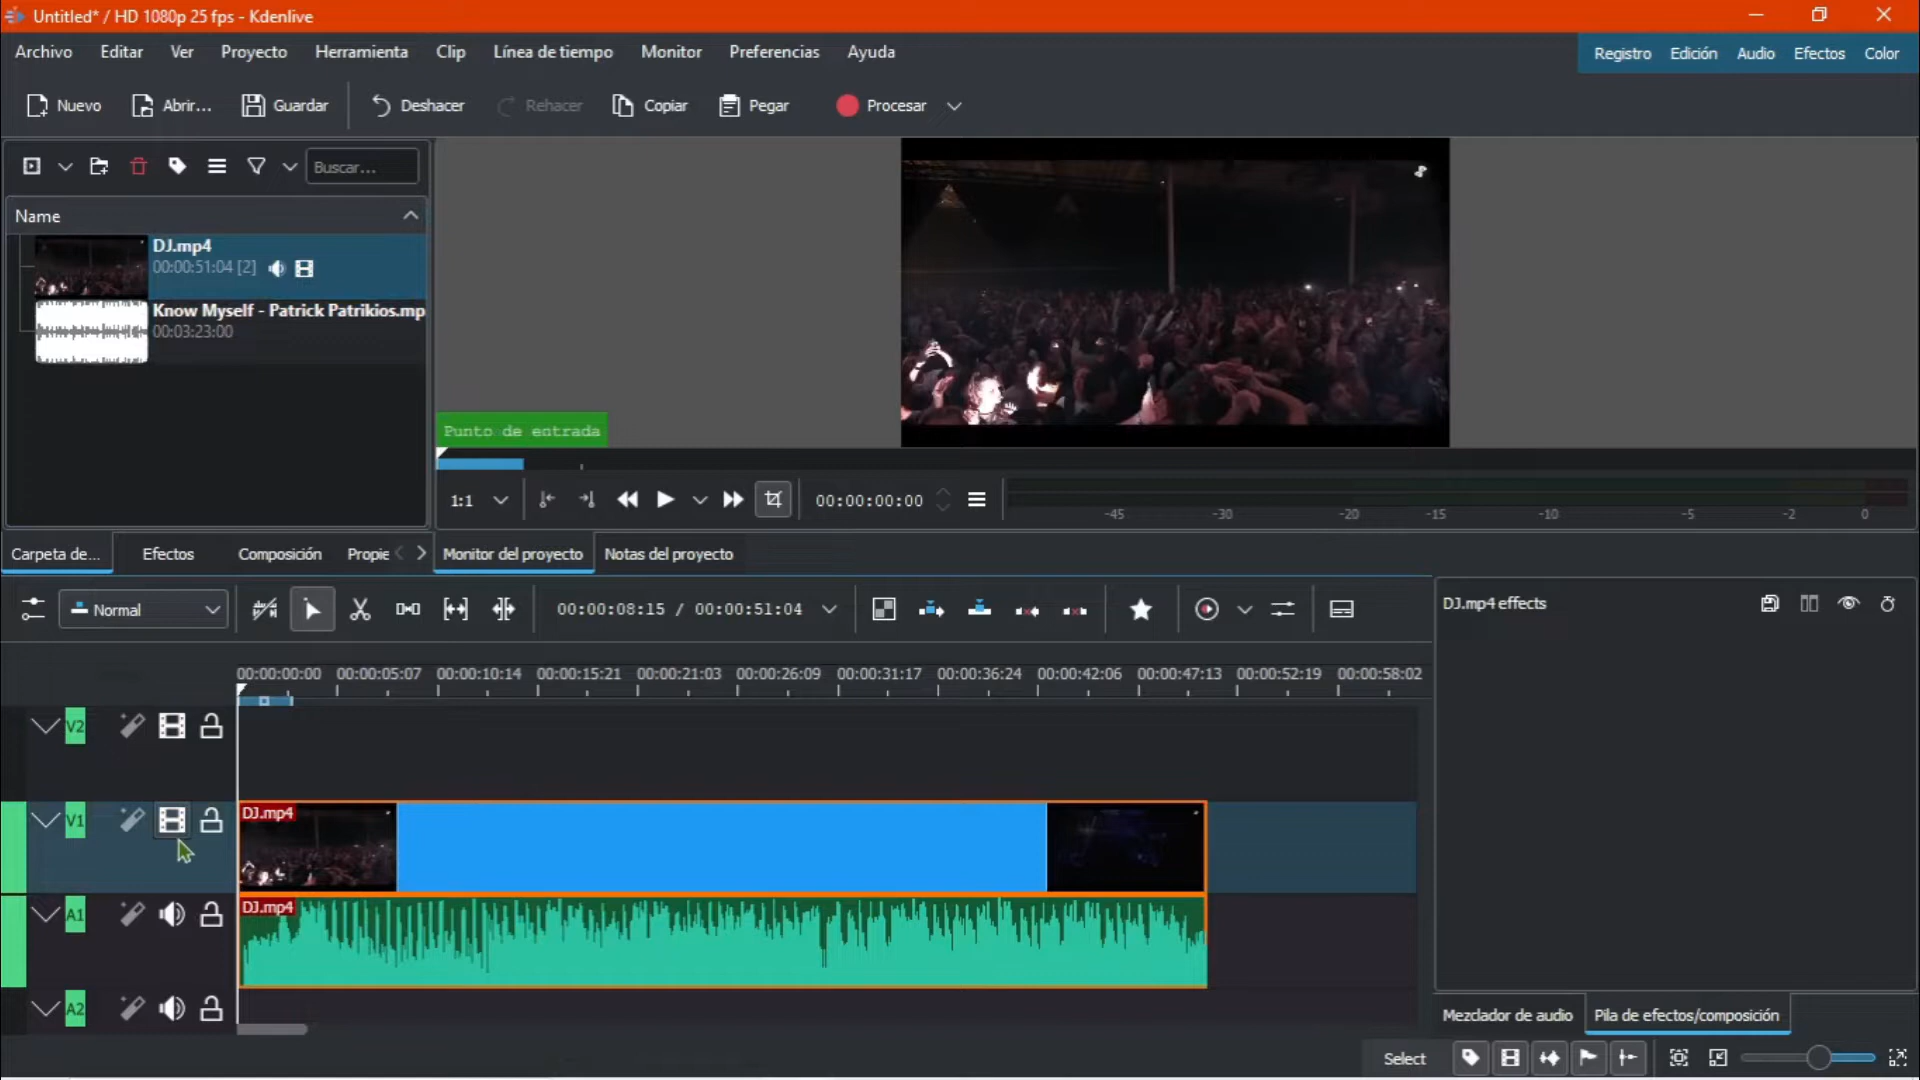 Untitled* / HD 1080p 25 fps - Kdenlive
Archivo Editar Ver Proyecto Herramienta Clip Línea de tiempo Monitor Preferencias Ayuda
Registro Edición Audio Efectos Color
Nuevo Abrir... Guardar Deshacer Rehacer Copiar Pegar Procesar
Buscar...
Name
DJ.mp4
00:00:51:04 [2]
Know Myself - Patrick Patrikios.mp
00:03:23:00
Punto de entrada
1:1 00:00:00:00
-45 -30 -20 -15 -10 -5 -2 0
Carpeta de... Efectos Composición Propie Monitor del proyecto Notas del proyecto
Normal 00:00:08:15 / 00:00:51:04
DJ.mp4 effects
00:00:00:00 00:00:05:07 00:00:10:14 00:00:15:21 00:00:21:03 00:00:26:09 00:00:31:17 00:00:36:24 00:00:42:06 00:00:47:13 00:00:52:19 00:00:58:02
V2
V1
DJ.mp4
A1
DJ.mp4
A2
Mezclador de audio Pila de efectos/composición
Select